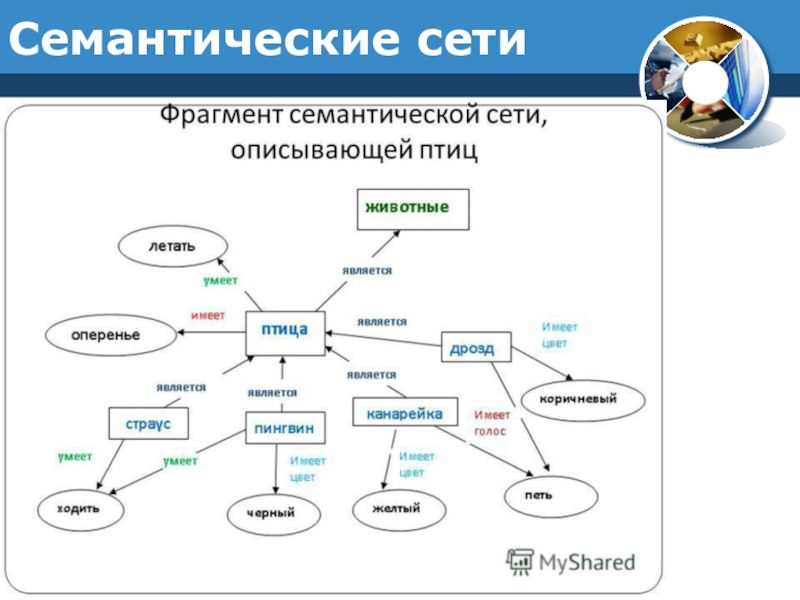 Семантические сети
Фрагмент семантической сети,
описывающей птиц
животные
летать
является
умеет
имеет
птица
является
Имеет
цвет
оперенье
дрозд
является
является
является
коричневый
страус
пингвин
канарейка
Имеет
голос
умеет
умеет
Имеет
цвет
Имеет
цвет
петь
ходить
черный
желтый
MyShared